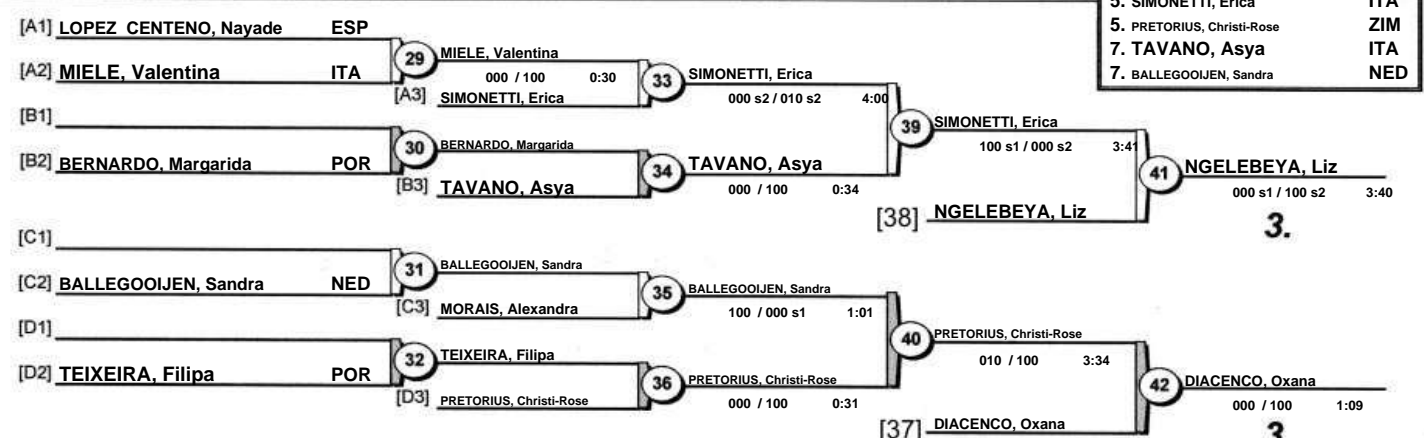 5. SIMONETTI, Erica ITA
5. PRETORIUS, Christi-Rose ZIM
7. TAVANO, Asya ITA
7. BALLEGOOIJEN, Sandra NED
[A1] LOPEZ CENTENO, Nayade ESP
29
MIELE, Valentina
[A2] MIELE, Valentina ITA
000 / 100 0:30
33
SIMONETTI, Erica
[A3] SIMONETTI, Erica
000 s2 / 010 s2 4:00
[B1]
39
SIMONETTI, Erica
30
BERNARDO, Margarida
100 s1 / 000 s2 3:41
[B2] BERNARDO, Margarida POR
34
TAVANO, Asya
41
NGELEBEYA, Liz
[B3] TAVANO, Asya
000 / 100 0:34
000 s1 / 100 s2 3:40
[38] NGELEBEYA, Liz
3.
[C1]
31
BALLEGOOIJEN, Sandra
[C2] BALLEGOOIJEN, Sandra NED
35
BALLEGOOIJEN, Sandra
[C3] MORAIS, Alexandra
100 / 000 s1 1:01
[D1]
40
PRETORIUS, Christi-Rose
32
TEIXEIRA, Filipa
010 / 100 3:34
[D2] TEIXEIRA, Filipa POR
36
PRETORIUS, Christi-Rose
42
DIACENCO, Oxana
[D3] PRETORIUS, Christi-Rose
000 / 100 0:31
000 / 100 1:09
[37] DIACENCO, Oxana
3